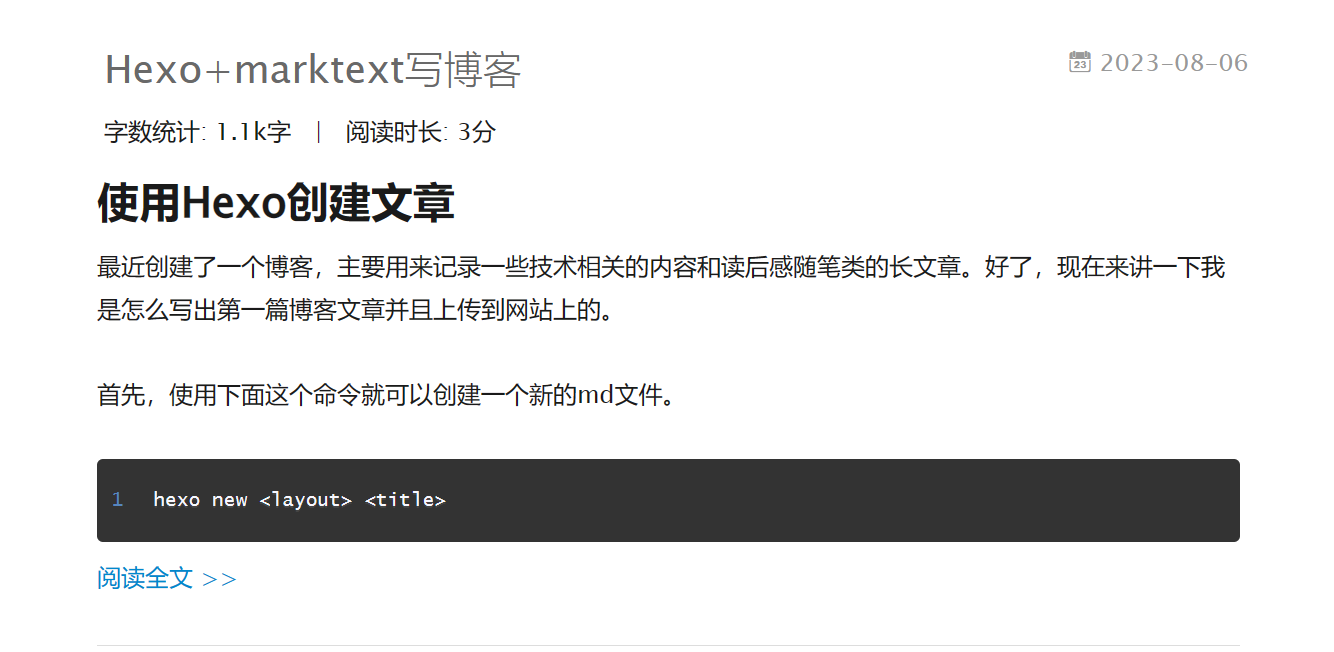 Hexo+marktext写博客
2023-08-06
字数统计: 1.1k字 | 阅读时长: 3分
使用Hexo创建文章
最近创建了一个博客，主要用来记录一些技术相关的内容和读后感随笔类的长文章。好了，现在来讲一下我
是怎么写出第一篇博客文章并且上传到网站上的。
首先，使用下面这个命令就可以创建一个新的md文件。
1 hexo new <layout> <title>
阅读全文 >>